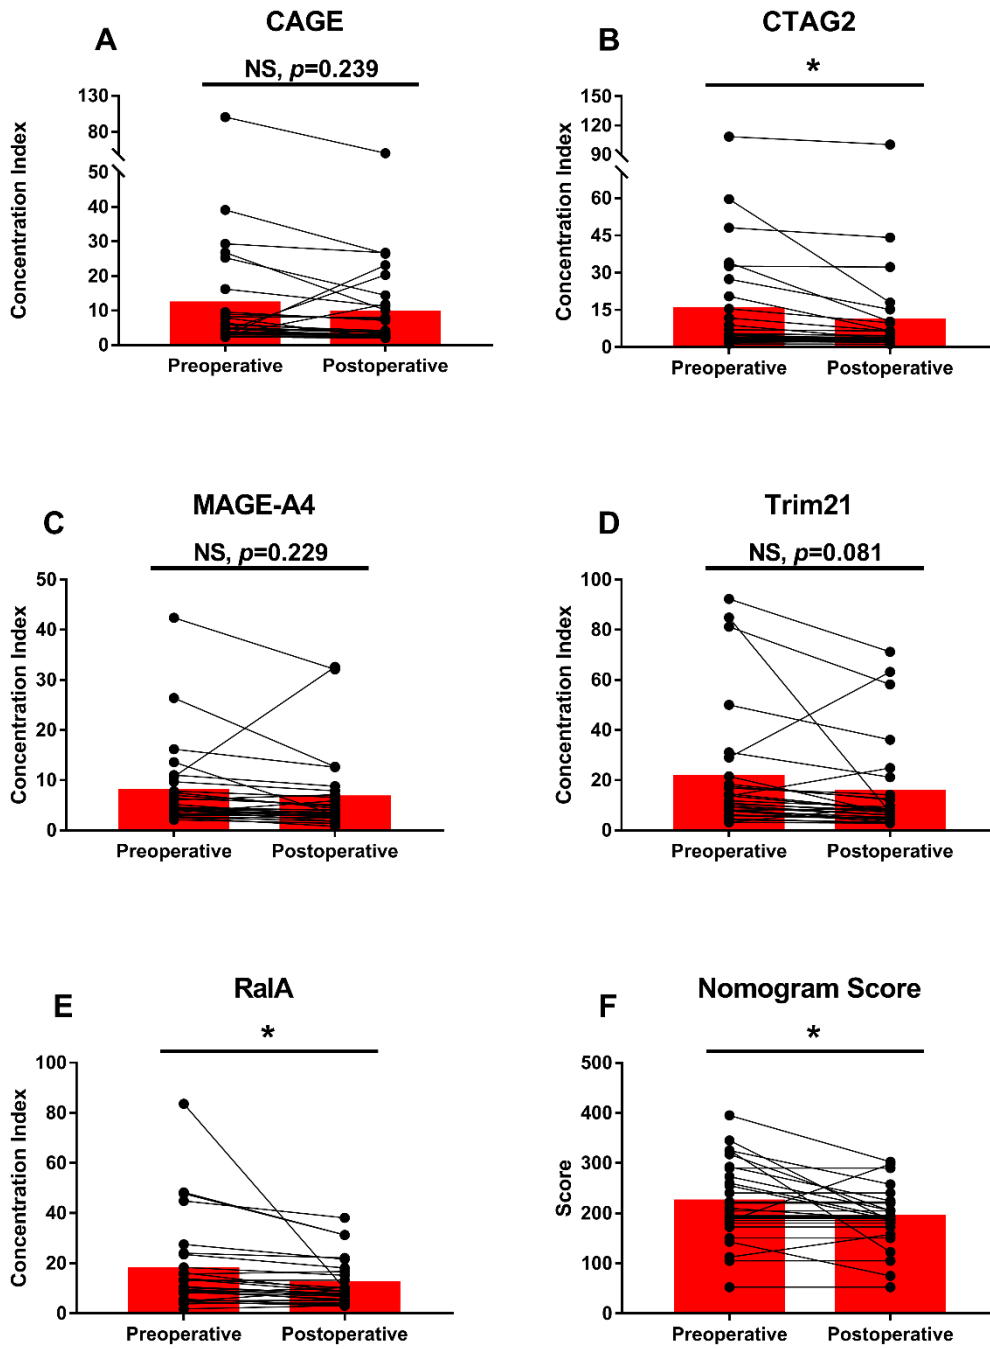 A
CAGE
NS, p=0.239
Concentration Index
130
80
50
40
30
20
10
0
Preoperative Postoperative
B
CTAG2
*
Concentration Index
150
120
90
45
30
15
0
Preoperative Postoperative
C
MAGE-A4
NS, p=0.229
Concentration Index
50
40
30
20
10
0
Preoperative Postoperative
D
Trim21
NS, p=0.081
Concentration Index
100
80
60
40
20
0
Preoperative Postoperative
E
RalA
*
Concentration Index
100
80
60
40
20
0
Preoperative Postoperative
F
Nomogram Score
*
Score
500
400
300
200
100
0
Preoperative Postoperative